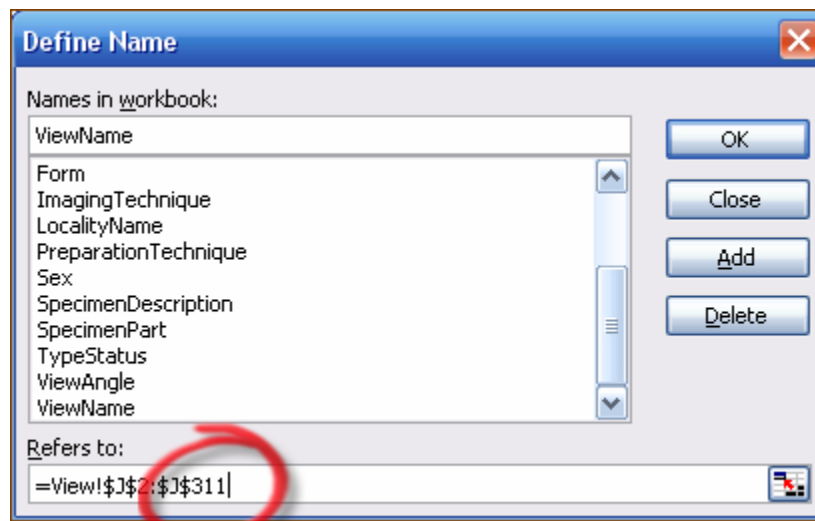 Define Name
Names in workbook:
ViewName
OK
Form
ImagingTechnique
LocalityName
PreparationTechnique
Sex
SpecimenDescription
SpecimenPart
TypeStatus
ViewAngle
ViewName
Close
Add
Delete
Refers to:
=View!$J$2:$J$311